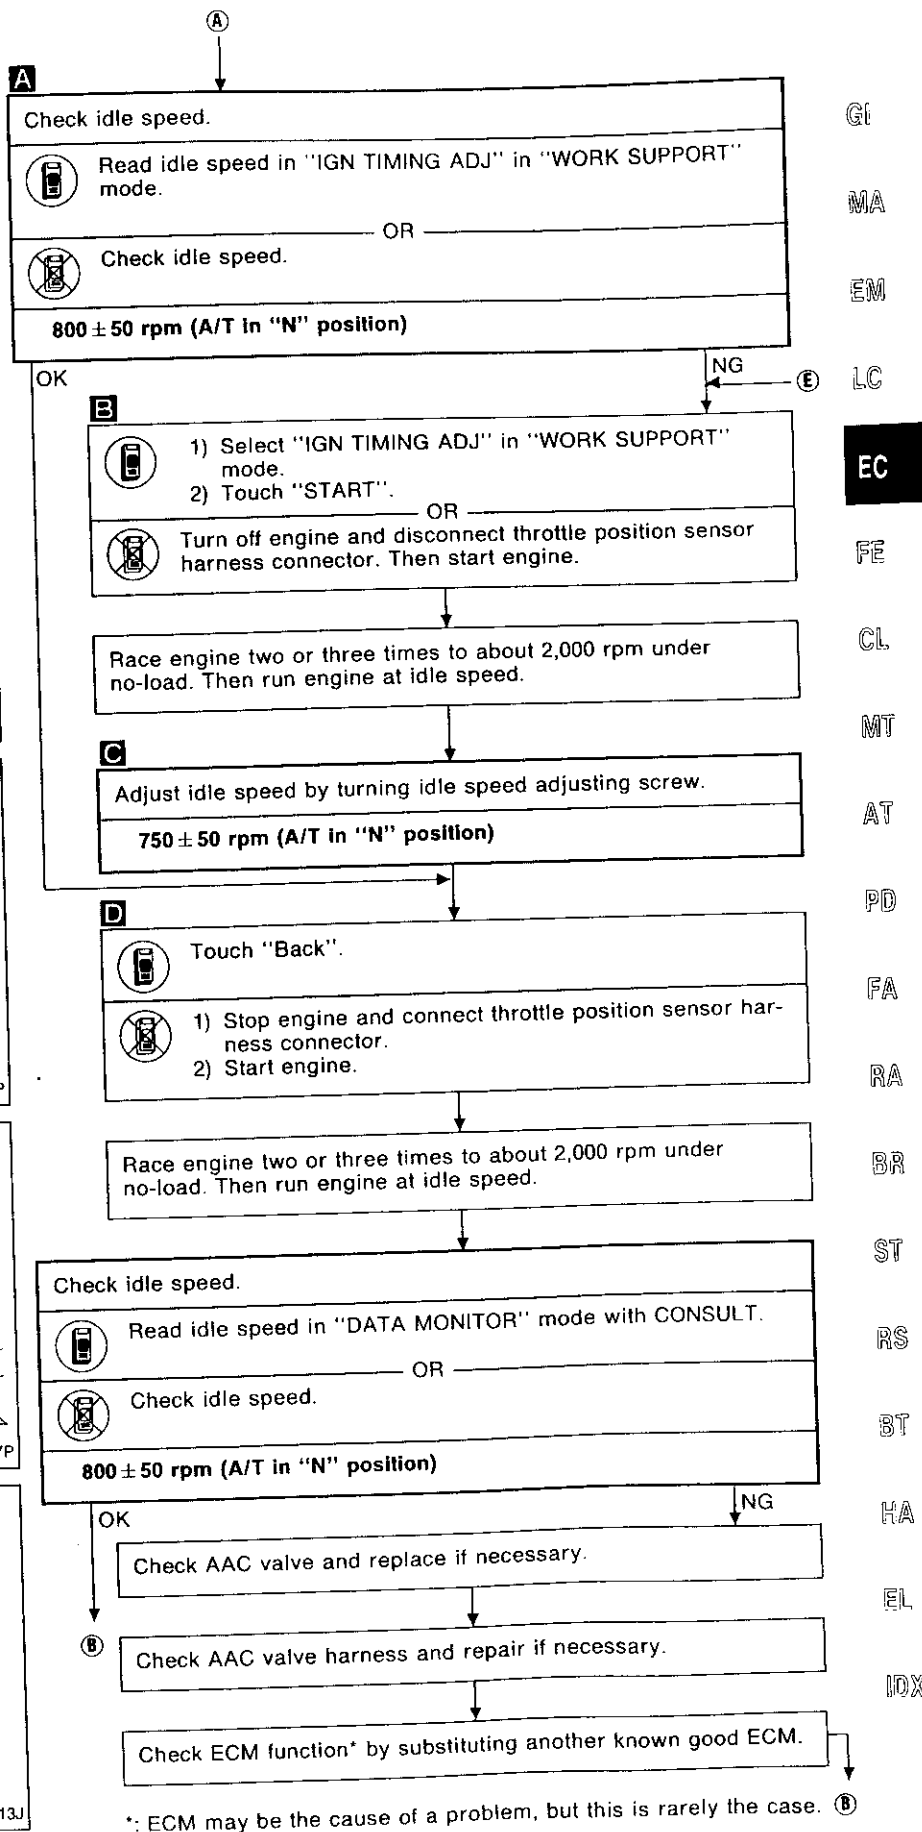 A
A
Check idle speed.
Read idle speed in "IGN TIMING ADJ" in "WORK SUPPORT"
mode.
OR
Check idle speed.
800 ± 50 rpm (A/T in "N" position)
OK
NG
E
B
1) Select "IGN TIMING ADJ" in "WORK SUPPORT"
mode.
2) Touch "START".
OR
Turn off engine and disconnect throttle position sensor
harness connector. Then start engine.
Race engine two or three times to about 2,000 rpm under
no-load. Then run engine at idle speed.
C
Adjust idle speed by turning idle speed adjusting screw.
750 ± 50 rpm (A/T in "N" position)
D
Touch "Back".
1) Stop engine and connect throttle position sensor har-
ness connector.
2) Start engine.
Race engine two or three times to about 2,000 rpm under
no-load. Then run engine at idle speed.
Check idle speed.
Read idle speed in "DATA MONITOR" mode with CONSULT.
OR
Check idle speed.
800 ± 50 rpm (A/T in "N" position)
OK
NG
Check AAC valve and replace if necessary.
B
Check AAC valve harness and repair if necessary.
Check ECM function* by substituting another known good ECM.
*: ECM may be the cause of a problem, but this is rarely the case.
B
GI
MA
EM
LC
EC
FE
CL
MT
AT
PD
FA
RA
BR
ST
RS
BT
HA
EL
IDX
13J